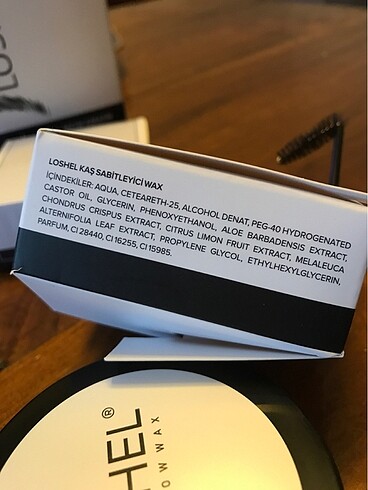 LOS
LOSHEL KAŞ SABİTLEYİCİ WAX
İÇİNDEKİLER: AQUA, CETEARETH-25, ALCOHOL DENAT, PEG-40 HYDROGENATED
CASTOR OIL, GLYCERIN, PHENOXYETHANOL, ALOE BARBADENSIS EXTRACT,
CHONDRUS CRISPUS EXTRACT, CITRUS LIMON FRUIT EXTRACT, MELALEUCA
ALTERNIFOLIA LEAF EXTRACT, PROPYLENE GLYCOL, ETHYLHEXYLGLYCERIN,
PARFUM, CI 28440, CI 16255, CI 15985.
HEL®
OW WAX